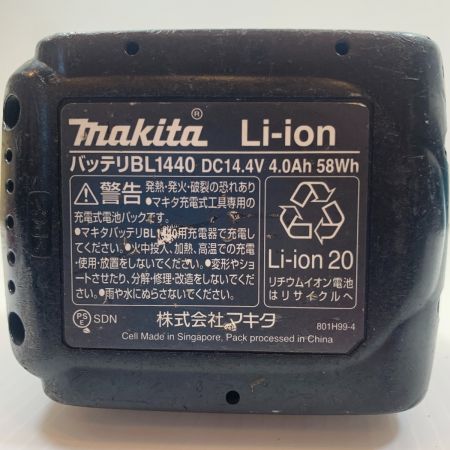 makita® Li-ion
バッテリBL1440 DC14.4V 4.0Ah 58Wh
⚠警告 発熱・発火・破裂の恐れあり
●マキタ充電式工具専用の
充電式電池パックです。
●マキタバッテリBL1440用充電器で充電し
てください。●火中投入、加熱、高温での充電
・使用・放置をしないでください。●変形やショ
ートさせたり、分解・修理・改造をしないでくだ
さい。●雨や水にぬらさないでください。
Li-ion 20
リチウムイオン電池
はリサイクルへ
PS
E SDN 株式会社マキタ 801H99-4
Cell Made in Singapore, Pack processed in China